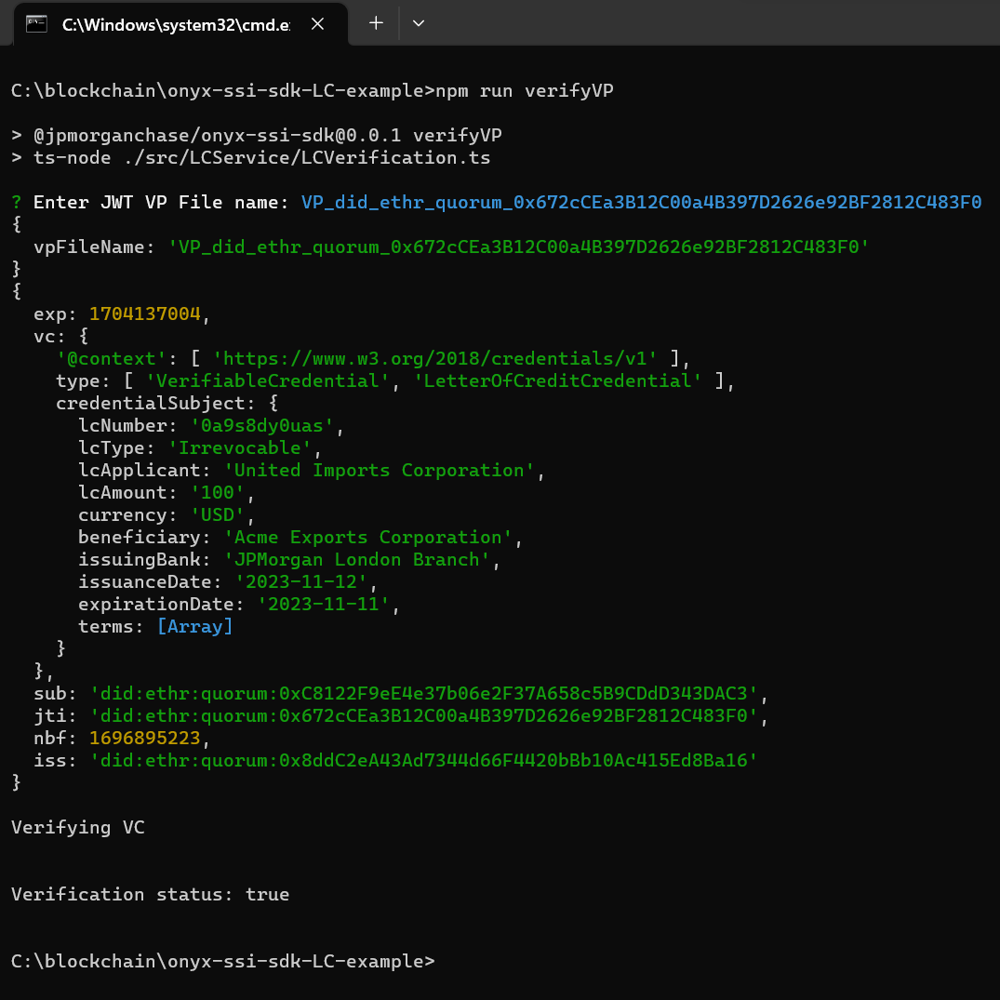 C:\Windows\system32\cmd.e
C:\blockchain\onyx-ssi-sdk-LC-example>npm run verifyVP
> @jpmorganchase/onyx-ssi-sdk@0.0.1 verifyVP
> ts-node ./src/LCService/LCVerification.ts
? Enter JWT VP File name: VP_did_ethr_quorum_0x672cCEa3B12C00a4B397D2626e92BF2812C483F0
{
  vpFileName: 'VP_did_ethr_quorum_0x672cCEa3B12C00a4B397D2626e92BF2812C483F0'
}
{
  exp: 1704137004,
  vc: {
    '@context': [ 'https://www.w3.org/2018/credentials/v1' ],
    type: [ 'VerifiableCredential', 'LetterOfCreditCredential' ],
    credentialSubject: {
      lcNumber: '0a9s8dy0uas',
      lcType: 'Irrevocable',
      lcApplicant: 'United Imports Corporation',
      lcAmount: '100',
      currency: 'USD',
      beneficiary: 'Acme Exports Corporation',
      issuingBank: 'JPMorgan London Branch',
      issuanceDate: '2023-11-12',
      expirationDate: '2023-11-11',
      terms: [Array]
    }
  },
  sub: 'did:ethr:quorum:0xC8122F9eE4e37b06e2F37A658c5B9CDdD343DAC3',
  jti: 'did:ethr:quorum:0x672cCEa3B12C00a4B397D2626e92BF2812C483F0',
  nbf: 1696895223,
  iss: 'did:ethr:quorum:0x8ddC2eA43Ad7344d66F4420bBb10Ac415Ed8Ba16'
}
Verifying VC
Verification status: true
C:\blockchain\onyx-ssi-sdk-LC-example>